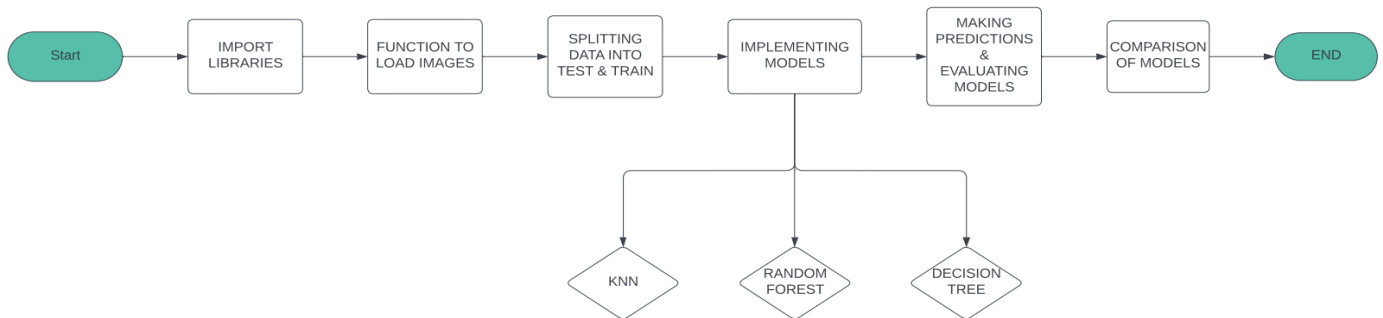 Start
IMPORT
LIBRARIES
FUNCTION TO
LOAD IMAGES
SPLITTING
DATA INTO
TEST & TRAIN
IMPLEMENTING
MODELS
MAKING
PREDICTIONS
&
EVALUATING
MODELS
COMPARISON
OF MODELS
END
KNN
RANDOM
FOREST
DECISION
TREE